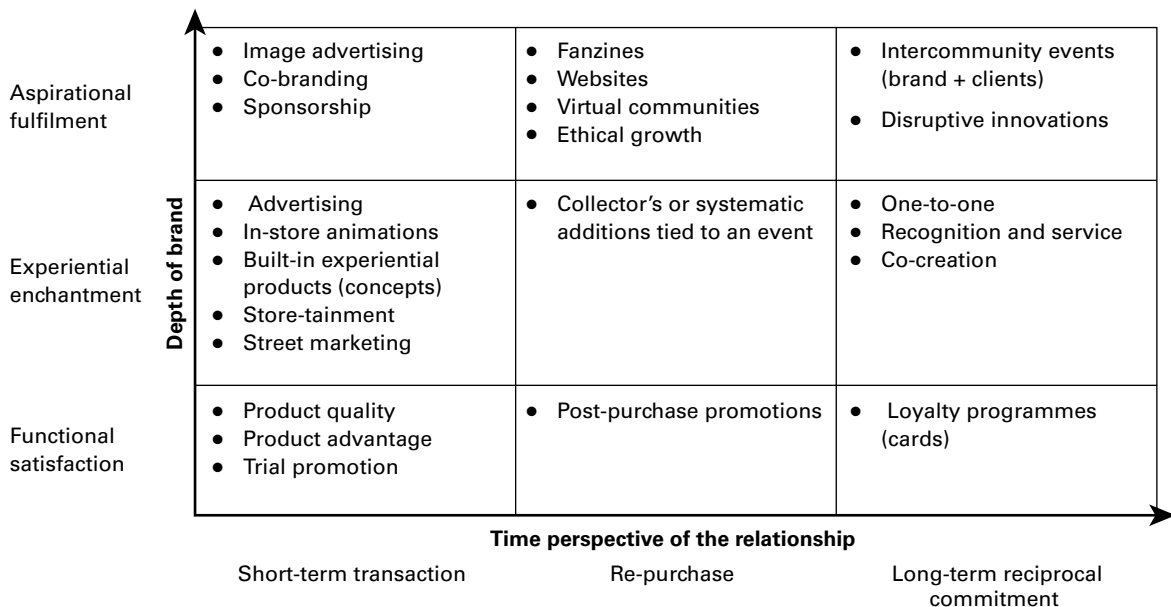 Aspirational
fulfilment
● Image advertising
● Co-branding
● Sponsorship
● Fanzines
● Websites
● Virtual communities
● Ethical growth
● Intercommunity events
(brand + clients)
● Disruptive innovations
Depth of brand
Experiential
enchantment
● Advertising
● In-store animations
● Built-in experiential
products (concepts)
● Store-tainment
● Street marketing
● Collector’s or systematic
additions tied to an event
● One-to-one
● Recognition and service
● Co-creation
Functional
satisfaction
● Product quality
● Product advantage
● Trial promotion
● Post-purchase promotions
● Loyalty programmes
(cards)
Time perspective of the relationship
Short-term transaction
Re-purchase
Long-term reciprocal
commitment